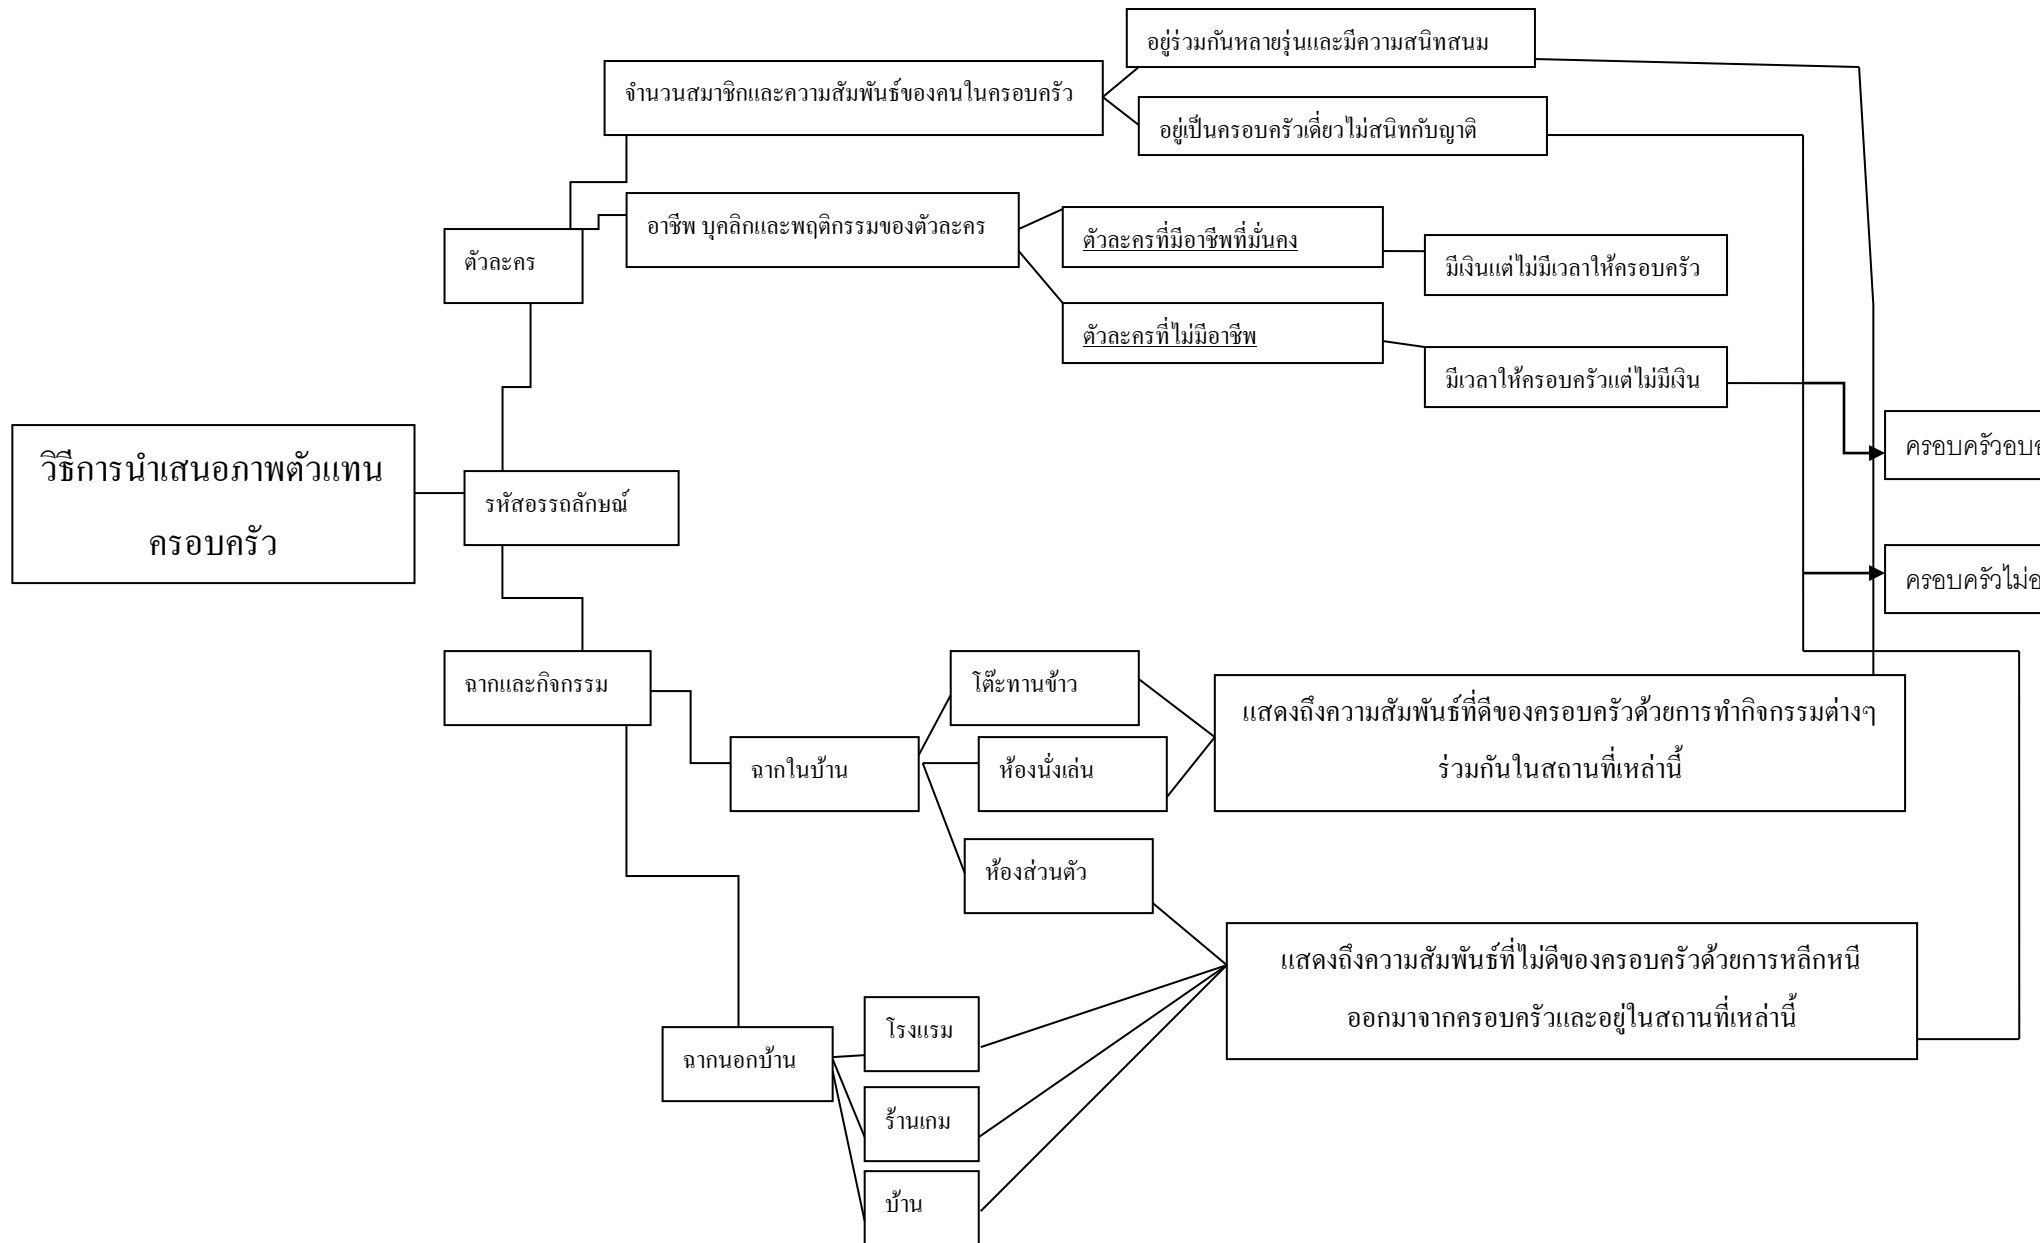 อยู่ร่วมกันหลายรุ่นและมีความสนิทสนม
จำนวนสมาชิกและความสัมพันธ์ของคนในครอบครัว
อยู่เป็นครอบครัวเดี่ยวไม่สนิทกับญาติ
อาชีพ บุคลิกและพฤติกรรมของตัวละคร
ตัวละครที่มีอาชีพที่มั่นคง
ตัวละคร
มีเงินแต่ไม่มีเวลาให้ครอบครัว
ตัวละครที่ไม่มีอาชีพ
มีเวลาให้ครอบครัวแต่ไม่มีเงิน
วิธีการนำเสนอภาพตัวแทน
ครอบครัว
รหัสอรรถลักษณ์
ครอบครัวอบ
ครอบครัวไม่อ
ฉากและกิจกรรม
โต๊ะทานข้าว
แสดงถึงความสัมพันธ์ที่ดีของครอบครัวด้วยการทำกิจกรรมต่างๆ
ร่วมกันในสถานที่เหล่านี้
ฉากในบ้าน
ห้องนั่งเล่น
ห้องส่วนตัว
แสดงถึงความสัมพันธ์ที่ไม่ดีของครอบครัวด้วยการหลีกหนี
ออกมาจากครอบครัวและอยู่ในสถานที่เหล่านี้
โรงแรม
ฉากนอกบ้าน
ร้านเกม
บ้าน